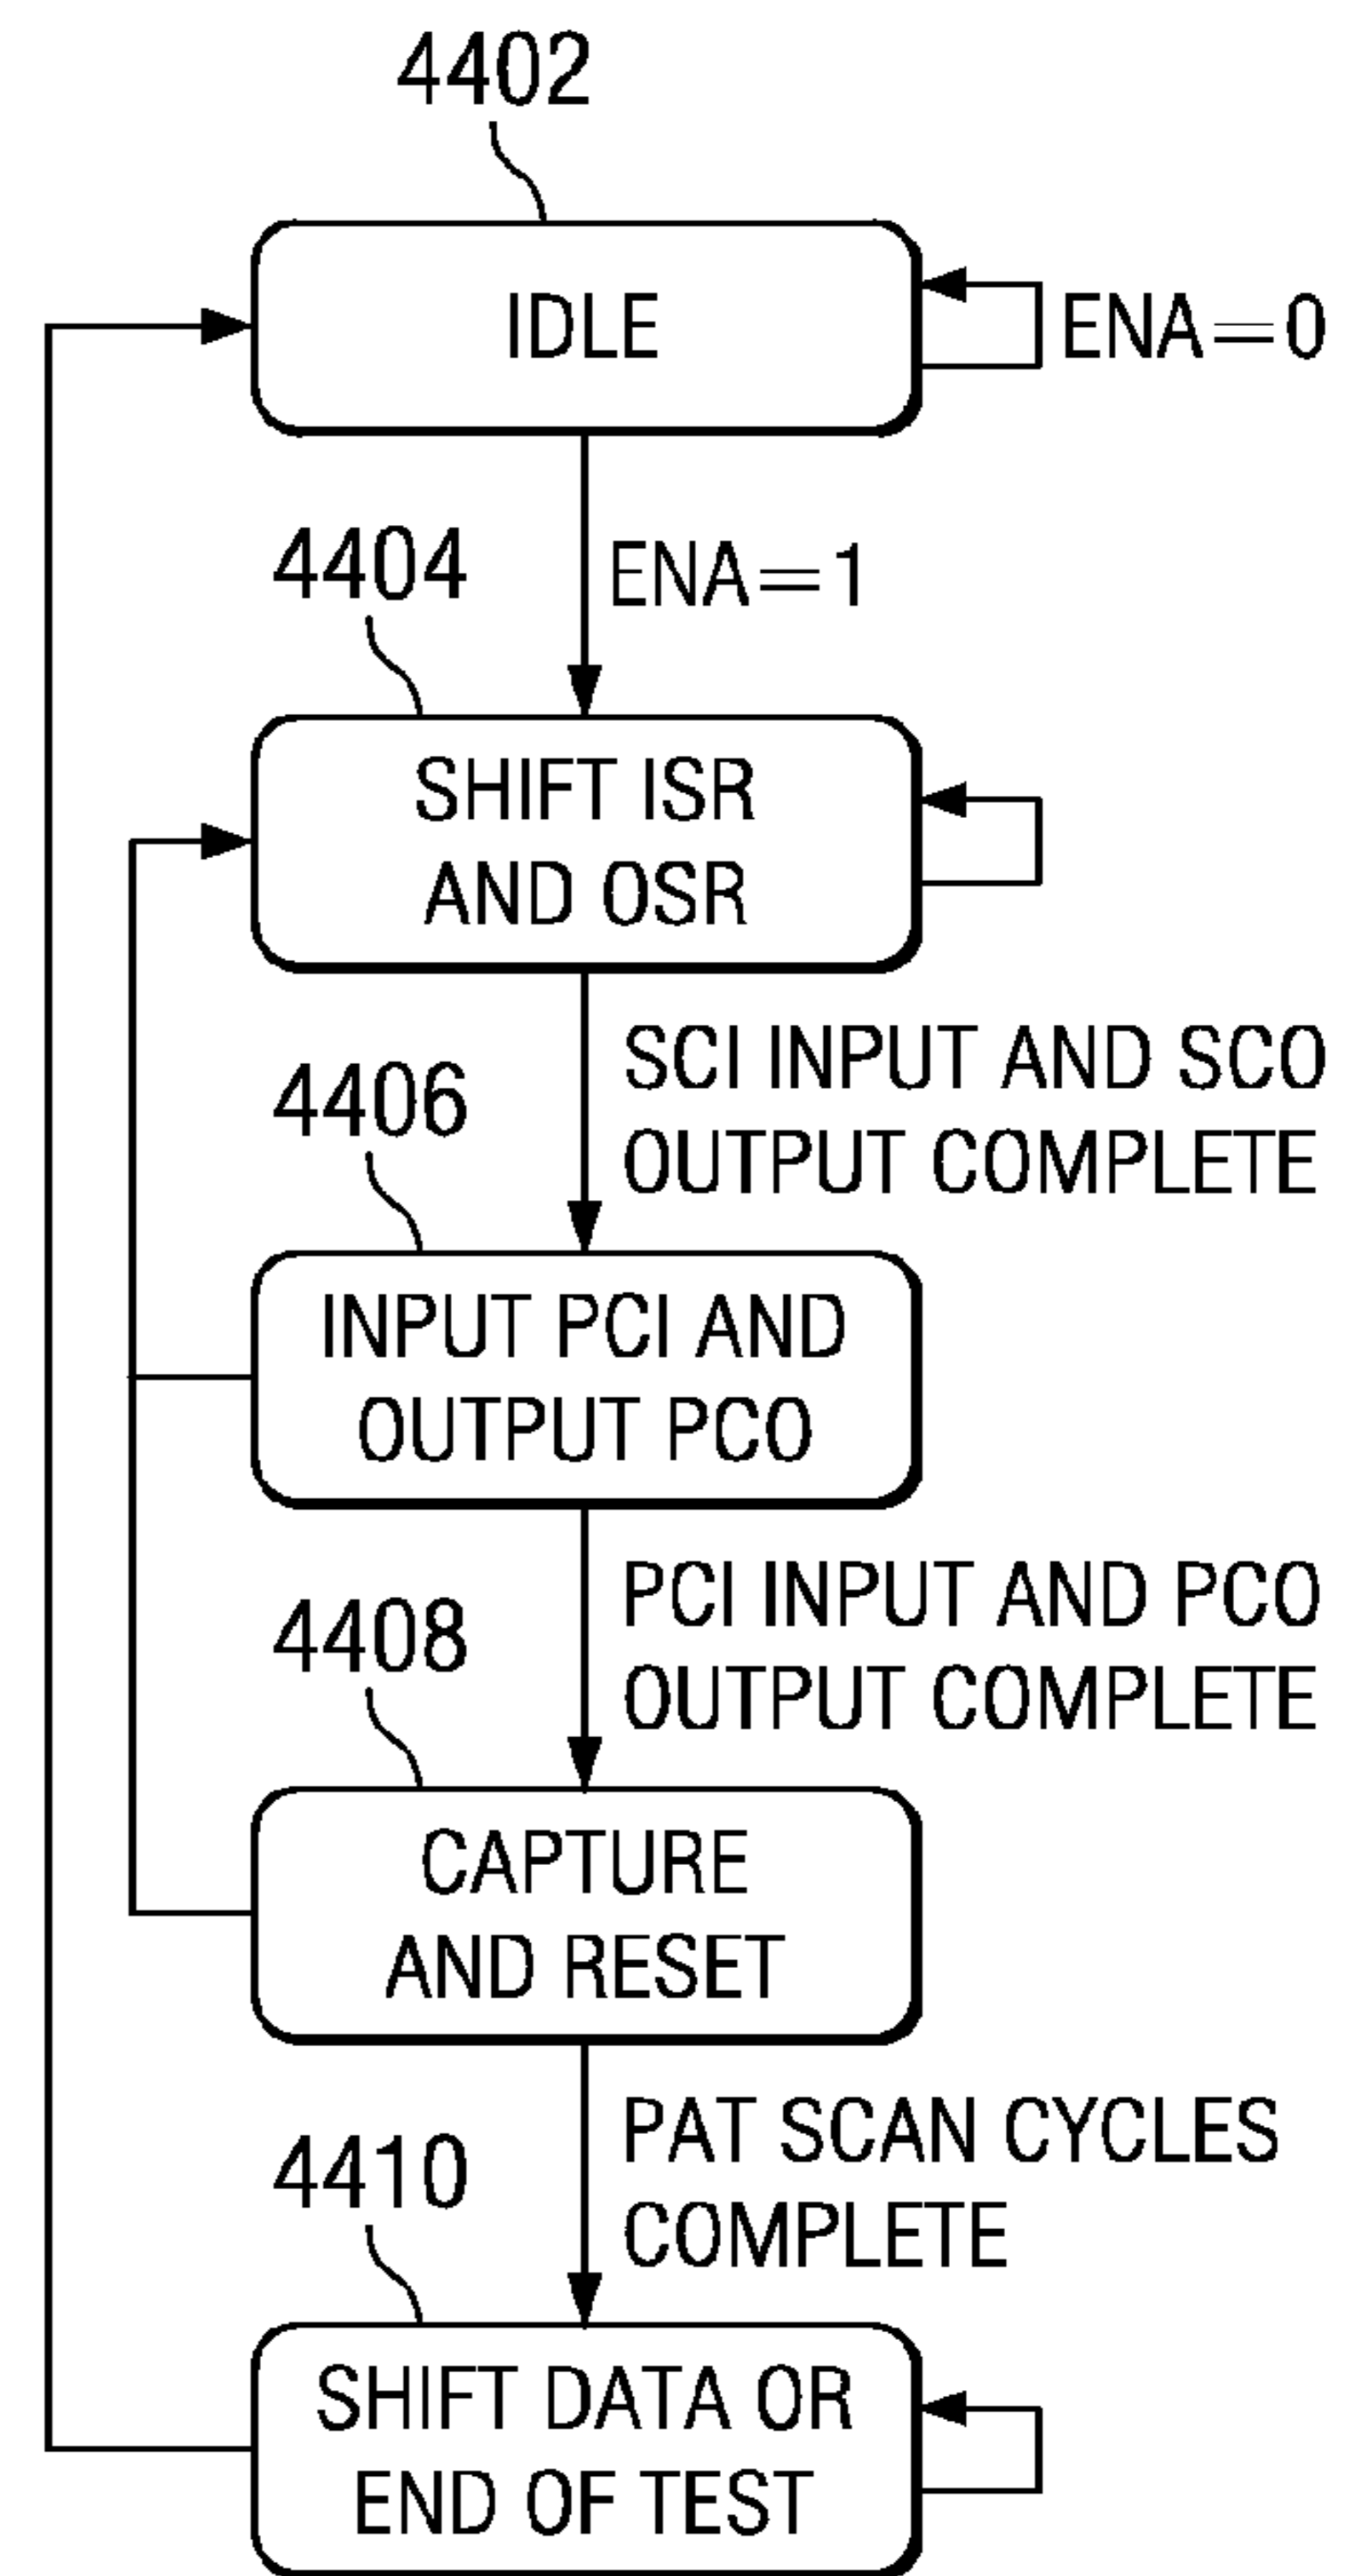 4402
IDLE
ENA=0
4404
ENA=1
SHIFT ISR
AND OSR
4406
SCI INPUT AND SCO
OUTPUT COMPLETE
INPUT PCI AND
OUTPUT PCO
4408
PCI INPUT AND PCO
OUTPUT COMPLETE
CAPTURE
AND RESET
4410
PAT SCAN CYCLES
COMPLETE
SHIFT DATA OR
END OF TEST